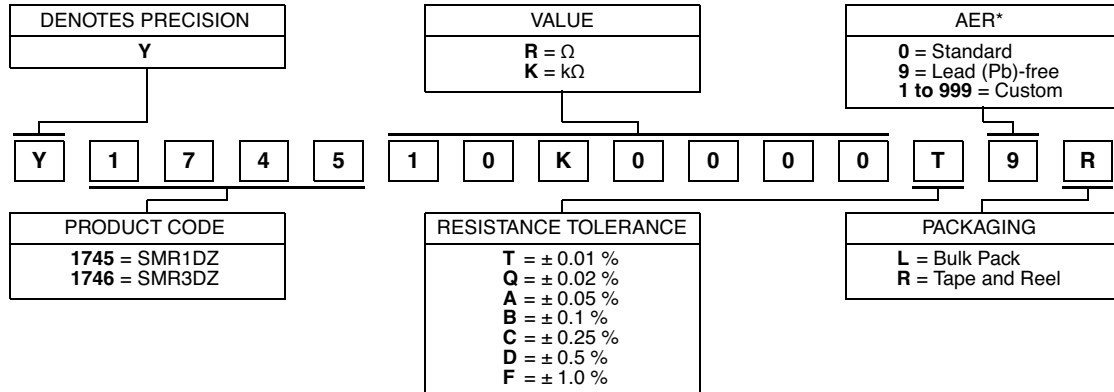 DENOTES PRECISION
Y
VALUE
R = Ω
K = kΩ
AER*
0 = Standard
9 = Lead (Pb)-free
1 to 999 = Custom
Y 1 7 4 5 1 0 K 0 0 0 0 T 9 R
PRODUCT CODE
1745 = SMR1DZ
1746 = SMR3DZ
RESISTANCE TOLERANCE
T = ± 0.01 %
Q = ± 0.02 %
A = ± 0.05 %
B = ± 0.1 %
C = ± 0.25 %
D = ± 0.5 %
F = ± 1.0 %
PACKAGING
L = Bulk Pack
R = Tape and Reel